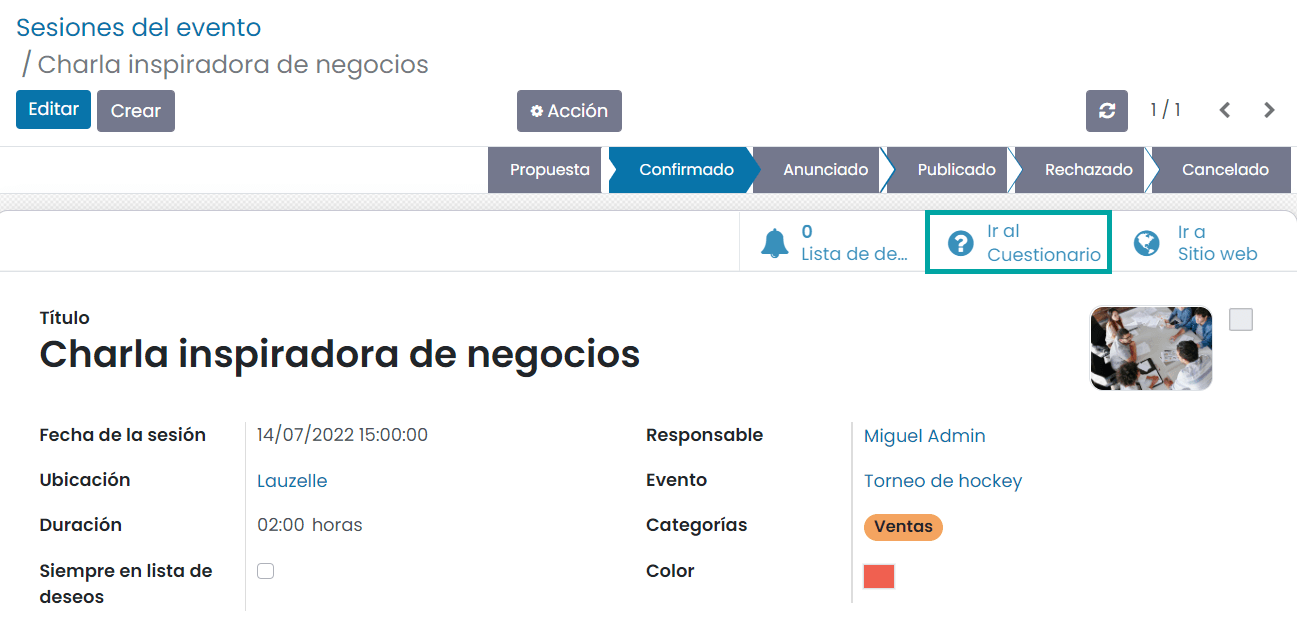 Sesiones del evento
/ Charla inspiradora de negocios
Editar
Crear
Acción
1 / 1
Propuesta
Confirmado
Anunciado
Publicado
Rechazado
Cancelado
0
Lista de de...
Ir al
Cuestionario
Ir a
Sitio web
Título
Charla inspiradora de negocios
Fecha de la sesión
14/07/2022 15:00:00
Ubicación
Lauzelle
Duración
02:00 horas
Siempre en lista de
deseos
Responsable
Miguel Admin
Evento
Torneo de hockey
Categorías
Ventas
Color